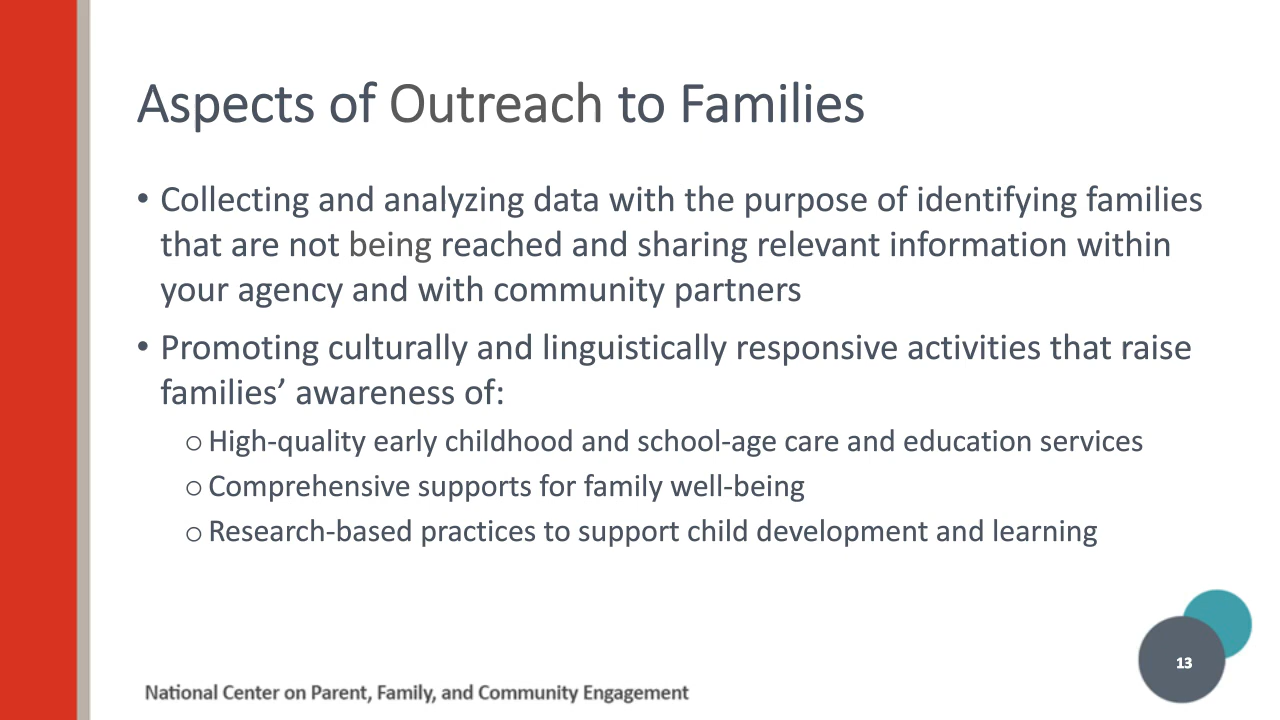 Aspects of Outreach to Families
• Collecting and analyzing data with the purpose of identifying families
that are not being reached and sharing relevant information within
your agency and with community partners
• Promoting culturally and linguistically responsive activities that raise
families’ awareness of:
○ High-quality early childhood and school-age care and education services
○ Comprehensive supports for family well-being
○ Research-based practices to support child development and learning
13
National Center on Parent, Family, and Community Engagement